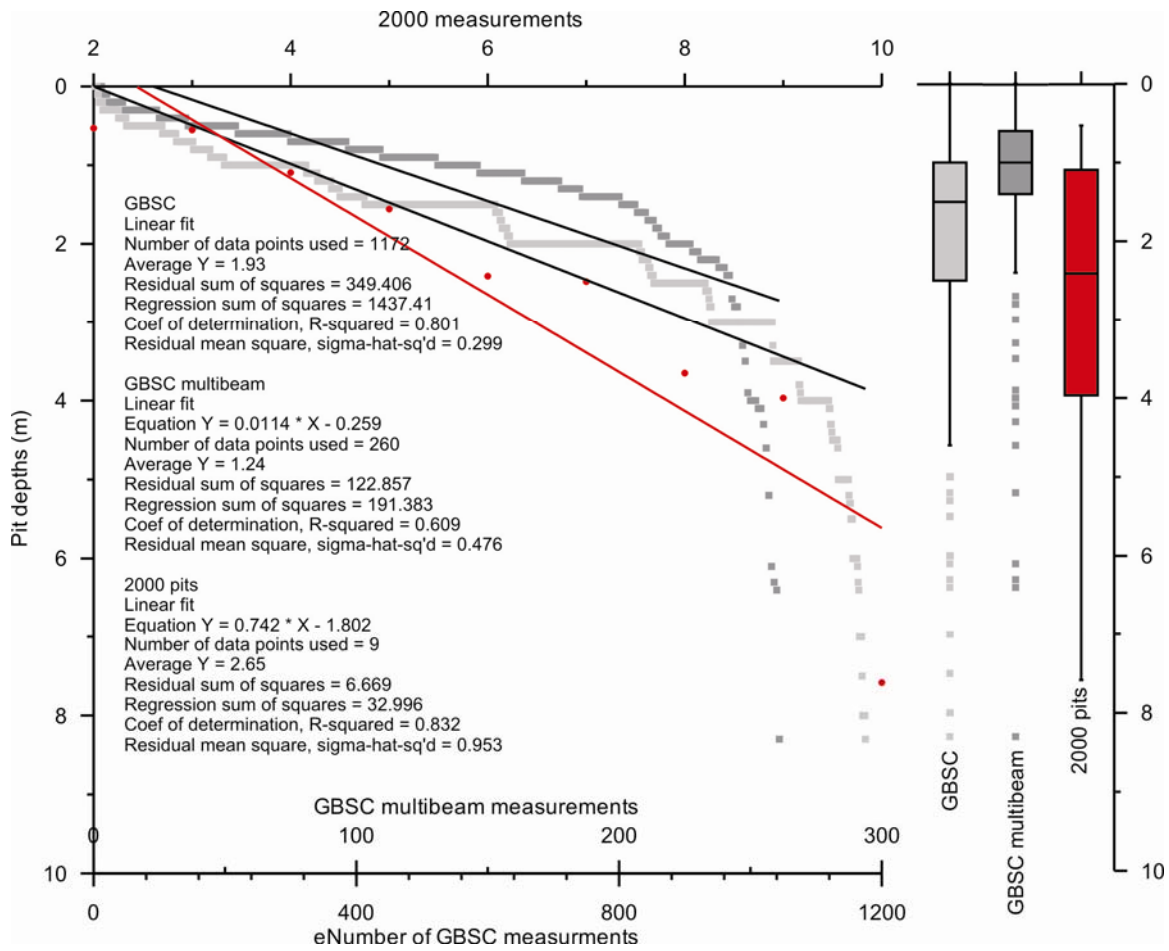 2000 measurements
2 4 6 8 10
0
2
4
6
8
10
Pit depths (m)
GBSC
Linear fit
Number of data points used = 1172
Average Y = 1.93
Residual sum of squares = 349.406
Regression sum of squares = 1437.41
Coef of determination, R-squared = 0.801
Residual mean square, sigma-hat-sq'd = 0.299
GBSC multibeam
Linear fit
Equation Y = 0.0114 * X - 0.259
Number of data points used = 260
Average Y = 1.24
Residual sum of squares = 122.857
Regression sum of squares = 191.383
Coef of determination, R-squared = 0.609
Residual mean square, sigma-hat-sq'd = 0.476
2000 pits
Linear fit
Equation Y = 0.742 * X - 1.802
Number of data points used = 9
Average Y = 2.65
Residual sum of squares = 6.669
Regression sum of squares = 32.996
Coef of determination, R-squared = 0.832
Residual mean square, sigma-hat-sq'd = 0.953
GBSC multibeam measurements
0 100 200 300
0 400 800 1200
eNumber of GBSC measurments
GBSC
GBSC multibeam
2000 pits
0
2
4
6
8
10